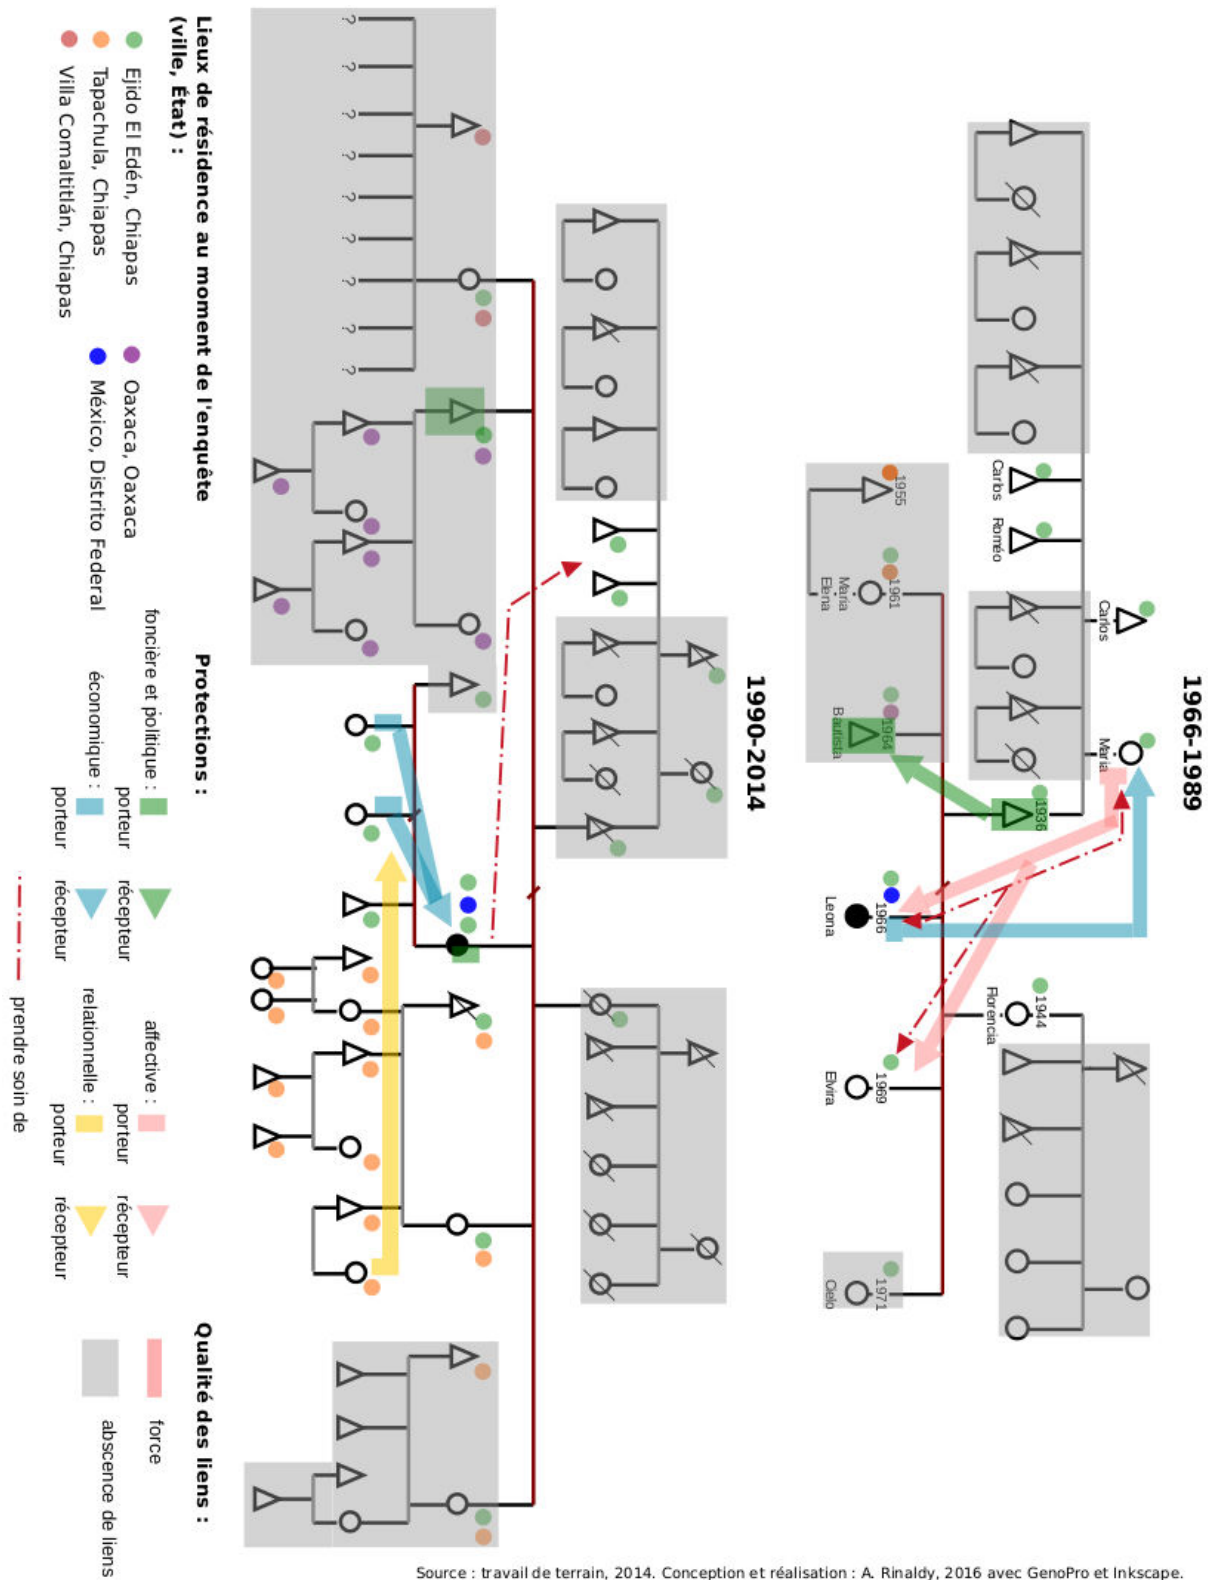 1966-1989
Carlos
Maria
1936
1944
Carlos
Roméo
Florencia
1955
1961
1964
1966
1969
1971
Maria
Elena
Bautista
Leona
Elvira
Cielo
1990-2014
? ? ? ? ? ? ? ? ?
Lieux de résidence au moment de l'enquête
(ville, État) :
Ejido El Edén, Chiapas
Tapachula, Chiapas
Villa Comaltitlán, Chiapas
Oaxaca, Oaxaca
México, Distrito Federal
Protections :
foncière et politique :
porteur
récepteur
économique :
porteur
récepteur
affective :
porteur
récepteur
relationnelle :
porteur
récepteur
prendre soin de
Qualité des liens :
force
abscence de liens
Source : travail de terrain, 2014. Conception et réalisation : A. Rinaldy, 2016 avec GenoPro et Inkscape.